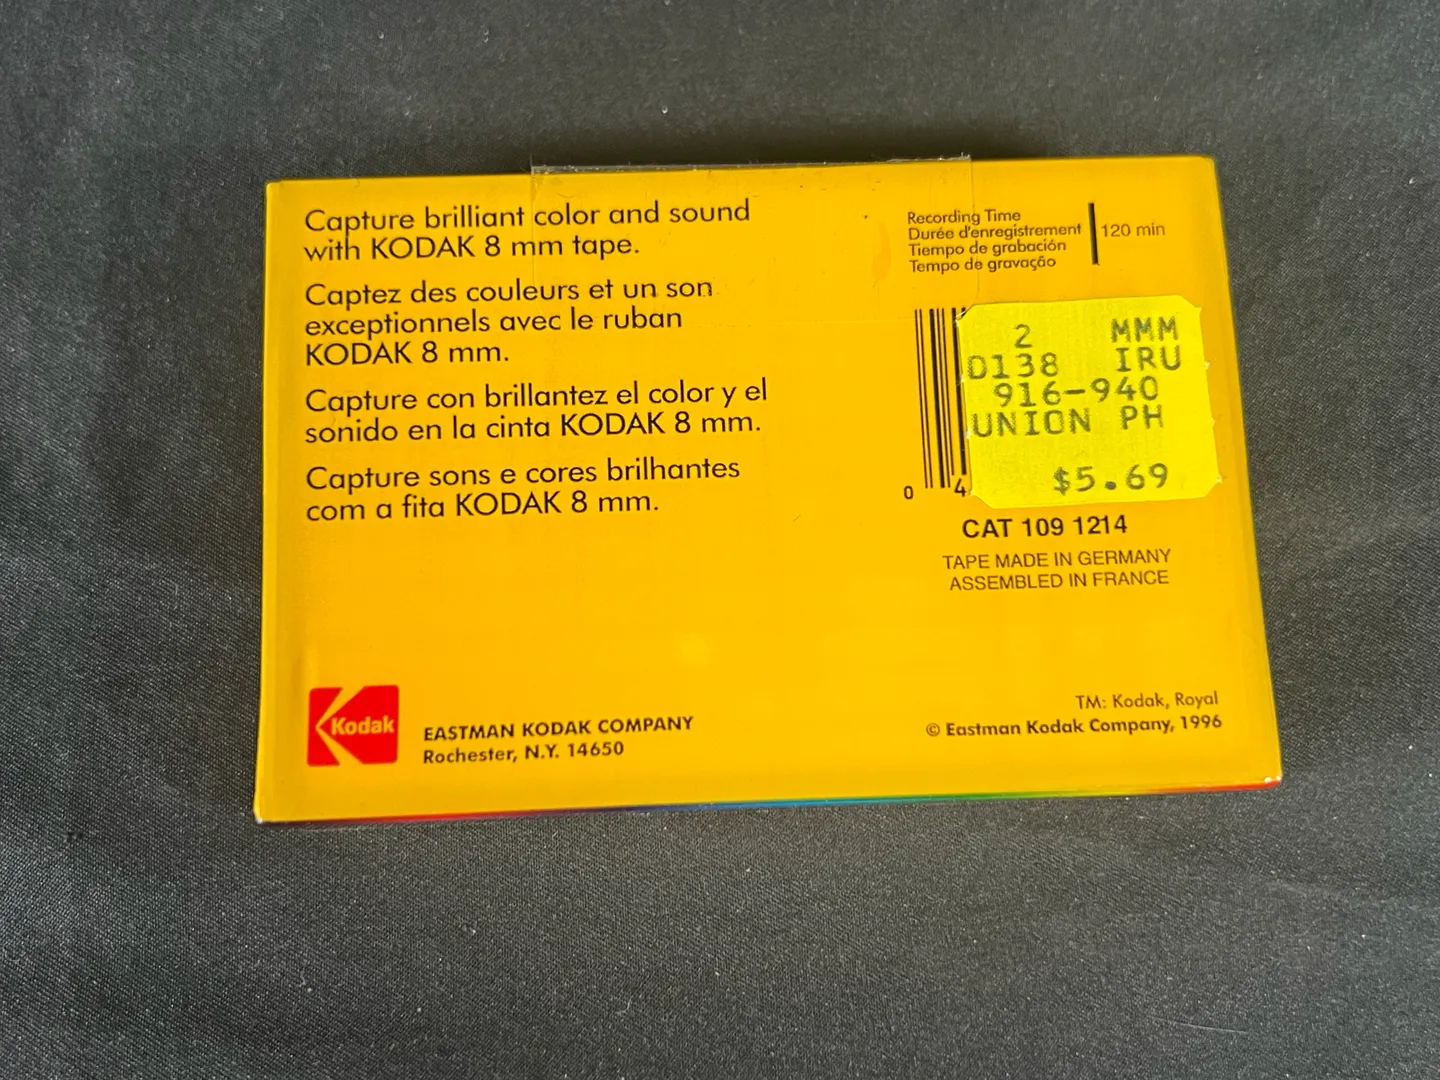 Capture brilliant color and sound
with KODAK 8 mm tape.
Captez des couleurs et un son
exceptionnels avec le ruban
KODAK 8 mm.
Capture con brillantez el color y el
sonido en la cinta KODAK 8 mm.
Capture sons e cores brilhantes
com a fita KODAK 8 mm.
Recording Time
Durée d'enregistrement
Tiempo de grabación
Tempo de gravação
120 min
2 MMM
D138 IRU
916-940
UNION PH
$5.69
0 4
CAT 109 1214
TAPE MADE IN GERMANY
ASSEMBLED IN FRANCE
Kodak
EASTMAN KODAK COMPANY
Rochester, N.Y. 14650
TM: Kodak, Royal
© Eastman Kodak Company, 1996